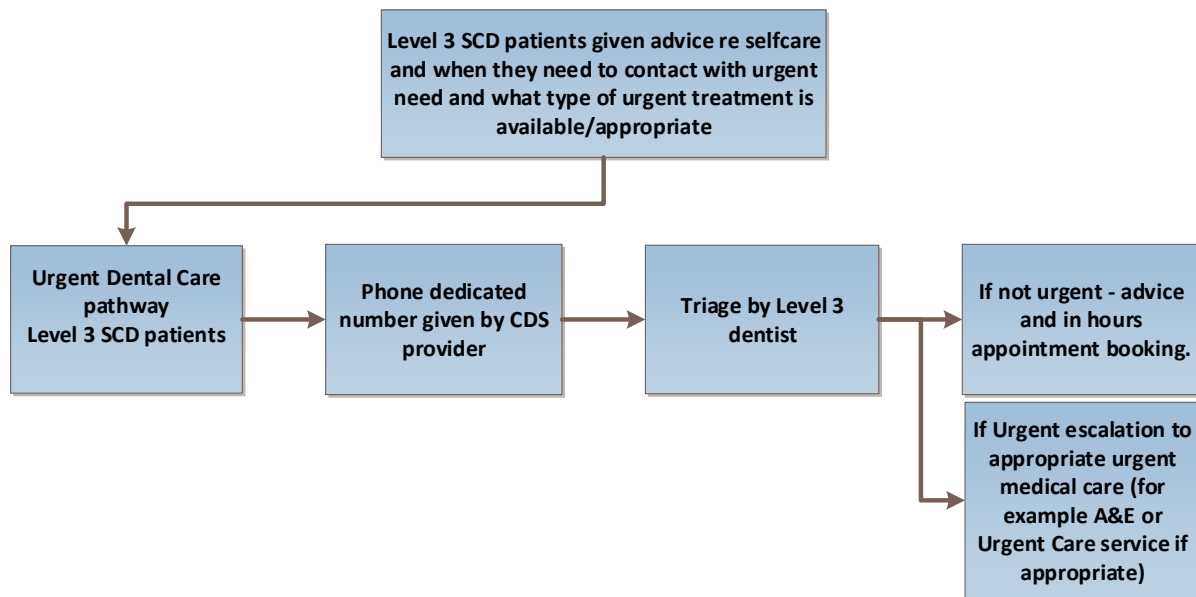 Level 3 SCD patients given advice re selfcare
and when they need to contact with urgent
need and what type of urgent treatment is
available/appropriate
Urgent Dental Care
pathway
Level 3 SCD patients
Phone dedicated
number given by CDS
provider
Triage by Level 3
dentist
If not urgent - advice
and in hours
appointment booking.
If Urgent escalation to
appropriate urgent
medical care (for
example A&E or
Urgent Care service if
appropriate)